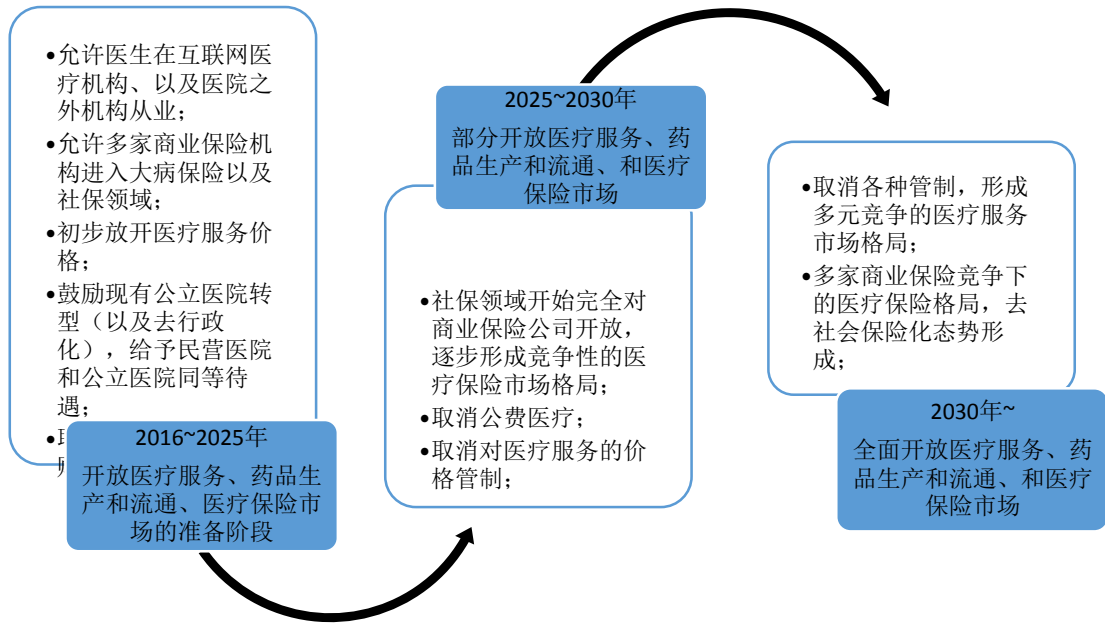 •允许医生在互联网医
疗机构、以及医院之
外机构从业；
•允许多家商业保险机
构进入大病保险以及
社保领域；
•初步放开医疗服务价
格；
•鼓励现有公立医院转
型（以及去行政
化），给予民营医院
和公立医院同等待
遇；
2016~2025年
开放医疗服务、药品生
产和流通、医疗保险市
场的准备阶段
2025~2030年
部分开放医疗服务、药
品生产和流通、和医疗
保险市场
•社保领域开始完全对
商业保险公司开放，
逐步形成竞争性的医
疗保险市场格局；
•取消公费医疗；
•取消对医疗服务的价
格管制；
•取消各种管制，形成
多元竞争的医疗服务
市场格局；
•多家商业保险竞争下
的医疗保险格局，去
社会保险化态势形
成；
2030年~
全面开放医疗服务、药
品生产和流通、和医疗
保险市场